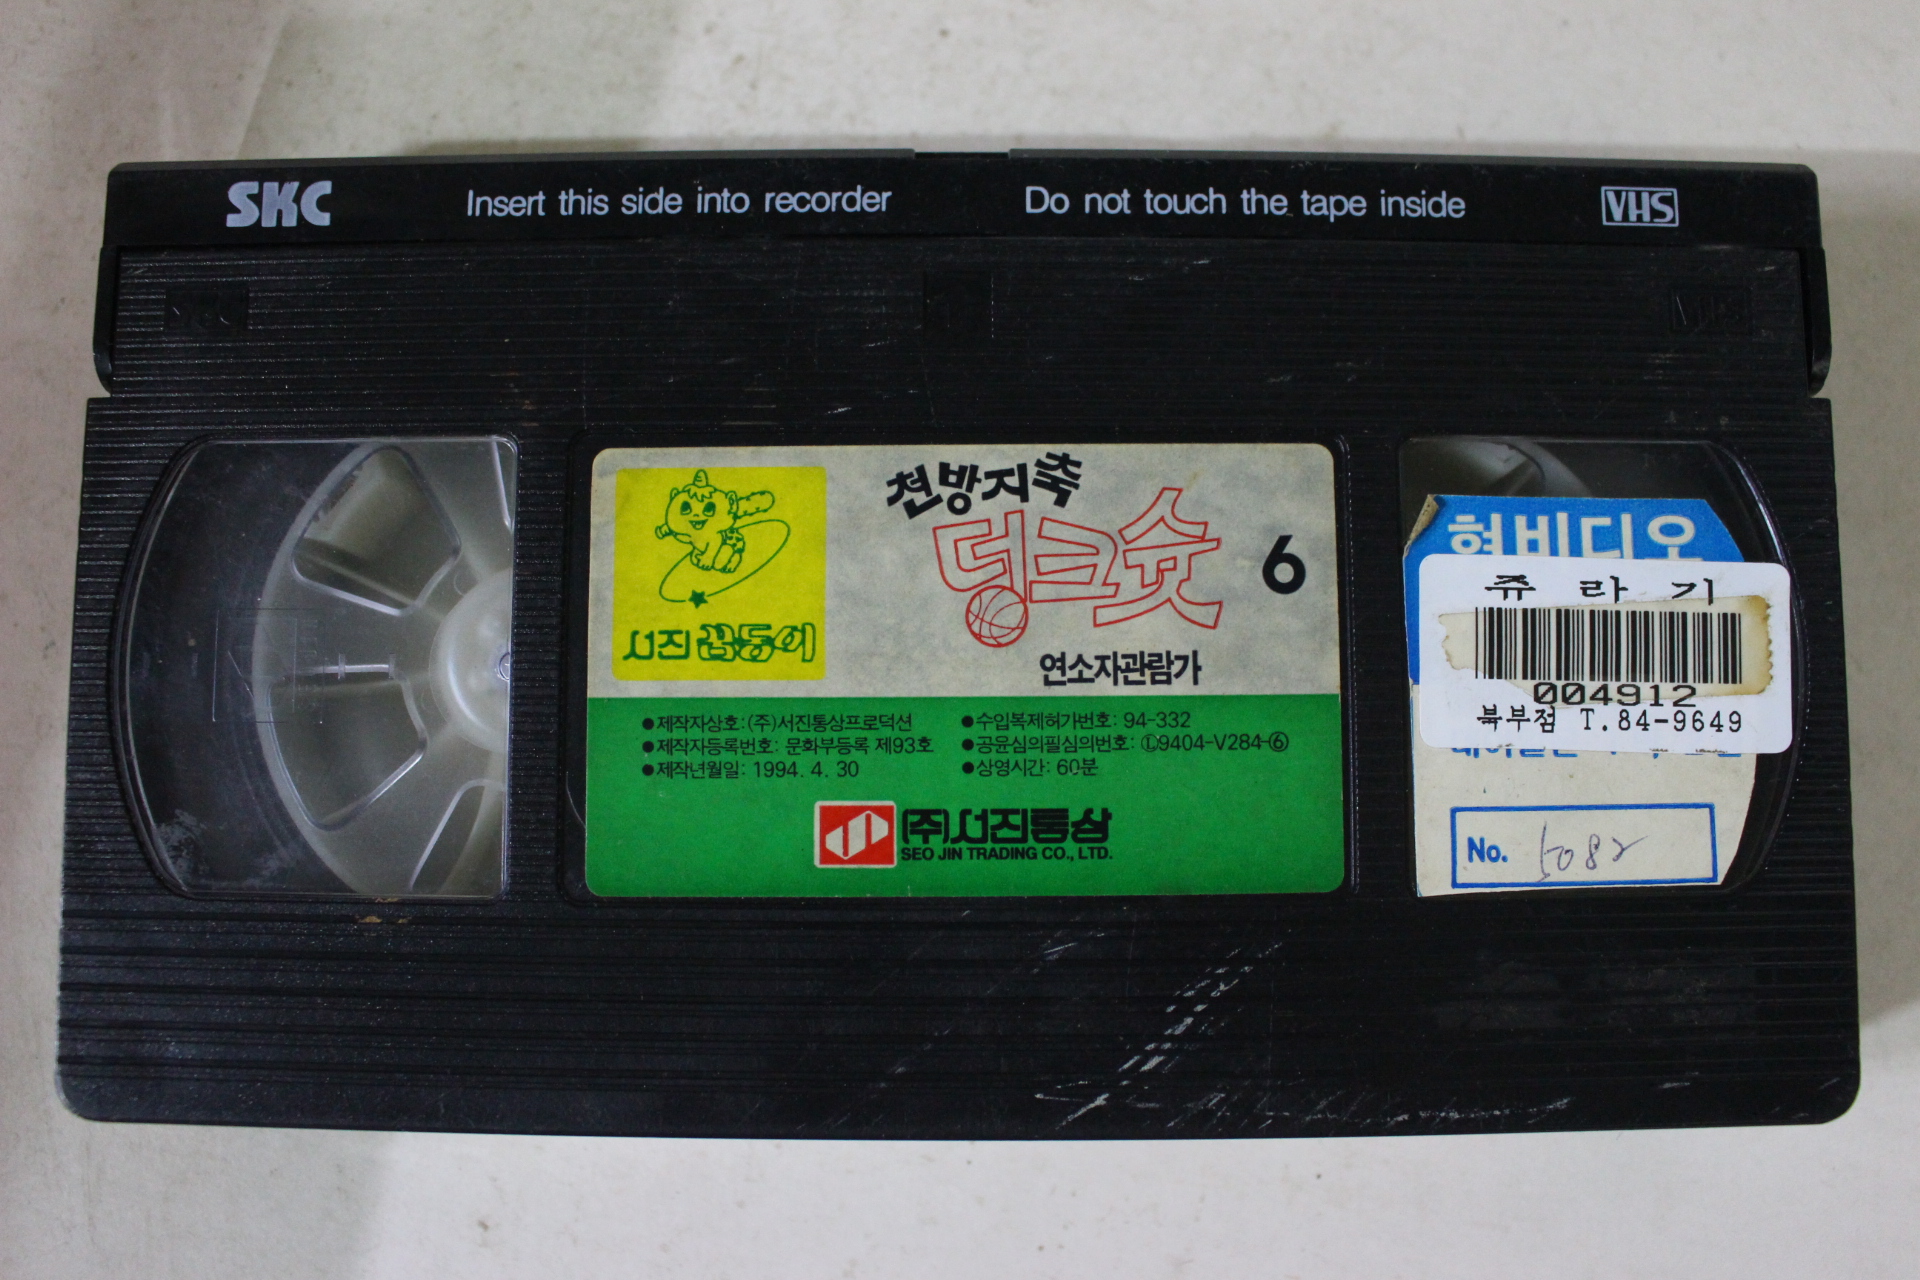 SKC Insert this side into recorder Do not touch the tape inside VHS
SKC VHS
천방지축
덩크슛 6
연소자관람가
서진 꿈동이
●제작자상호:(주)서진통상프로덕션
●제작자등록번호: 문화부등록 제93호
●제작년월일: 1994. 4. 30
●수입복제허가번호: 94-332
●공윤심의필심의번호: Ⓛ9404-V284-⑥
●상영시간: 60분
(주)서진통상
SEO JIN TRADING CO., LTD.
현비디오
쥬라기
004912
북부점 T.84-9649
No. 5082